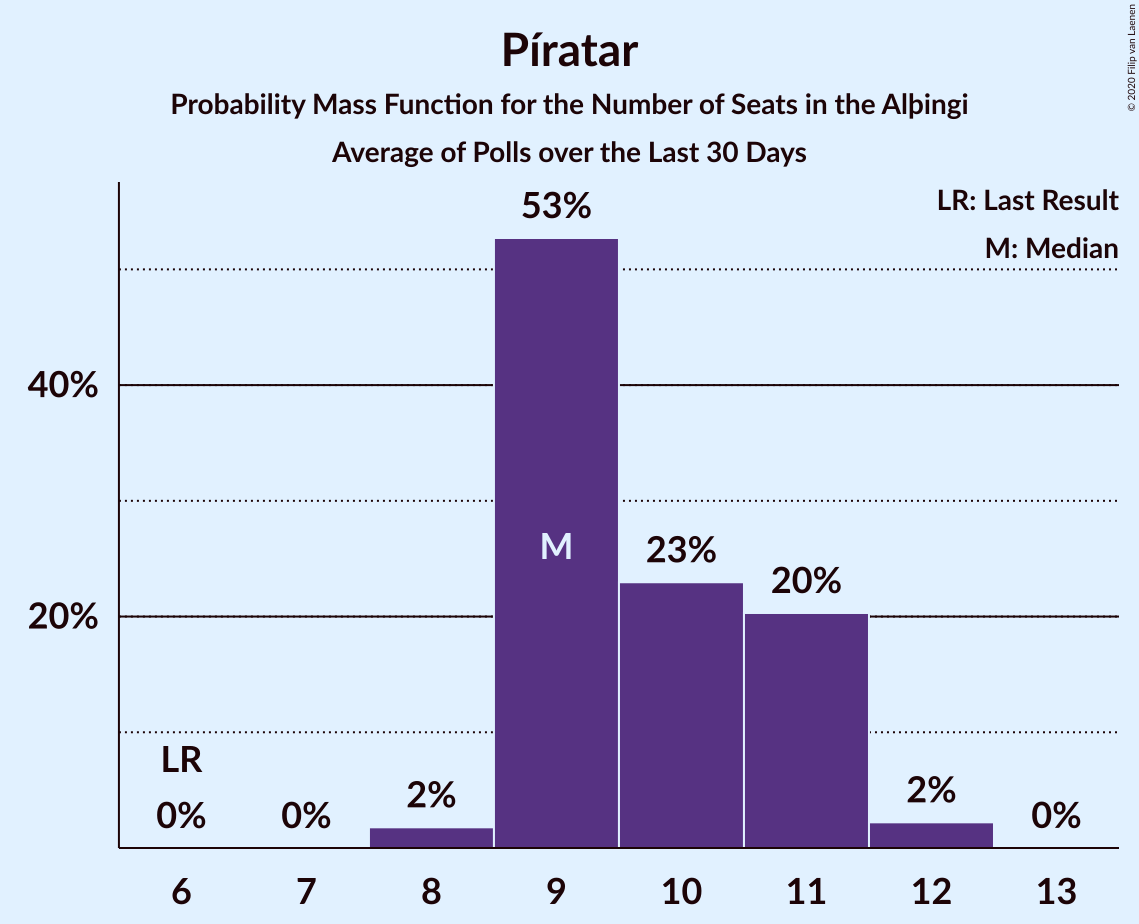 Píratar
Probability Mass Function for the Number of Seats in the Alþingi
Average of Polls over the Last 30 Days
© 2020 Filip van Laenen
LR: Last Result
M: Median
53%
40%
M
23%
20%
20%
LR
0%
0%
2%
2%
0%
6 7 8 9 10 11 12 13